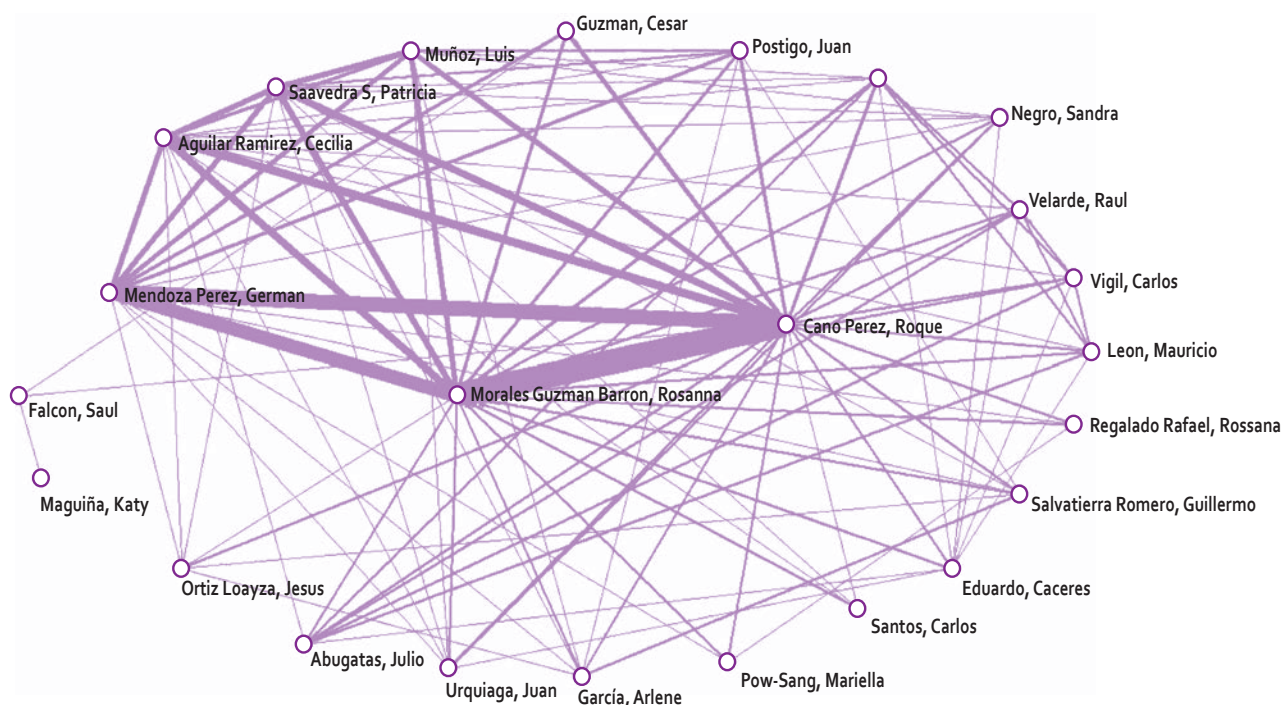 Guzman, Cesar
Postigo, Juan
Muñoz, Luis
Saavedra S, Patricia
Negro, Sandra
Aguilar Ramirez, Cecilia
Velarde, Raul
Vigil, Carlos
Mendoza Perez, German
Cano Perez, Roque
Leon, Mauricio
Morales Guzman Barron, Rosanna
Falcon, Saul
Regalado Rafael, Rossana
Maguiña, Katy
Salvatierra Romero, Guillermo
Ortiz Loayza, Jesus
Eduardo, Caceres
Santos, Carlos
Abugatas, Julio
Pow-Sang, Mariella
Urquiaga, Juan
García, Arlene